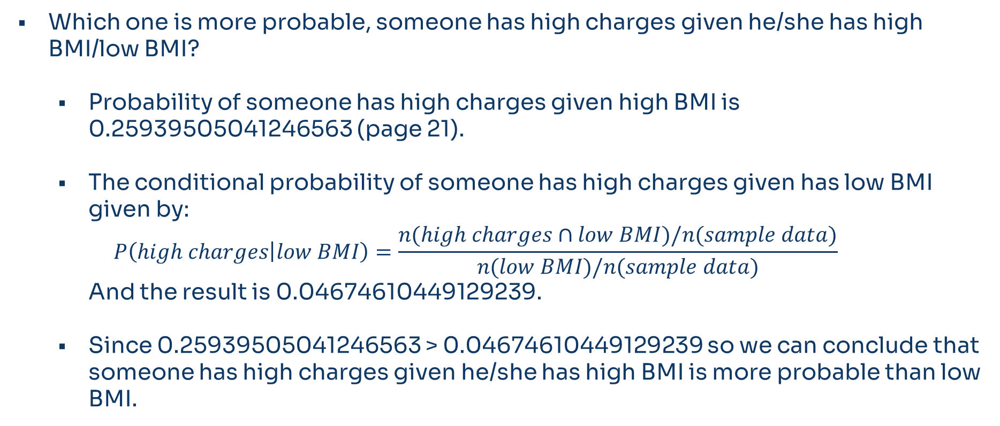 ▪ Which one is more probable, someone has high charges given he/she has high
BMI/low BMI?
▪ Probability of someone has high charges given high BMI is
0.25939505041246563 (page 21).
▪ The conditional probability of someone has high charges given has low BMI
given by:
P(high charges|low BMI) = n(high charges ∩ low BMI)/n(sample data)
n(low BMI)/n(sample data)
And the result is 0.04674610449129239.
▪ Since 0.25939505041246563 > 0.04674610449129239 so we can conclude that
someone has high charges given he/she has high BMI is more probable than low
BMI.